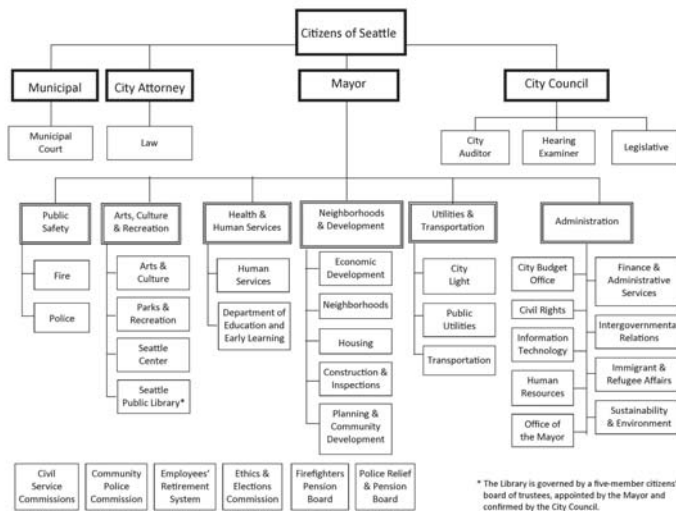 Citizens of Seattle
Municipal
City Attorney
Mayor
City Council
Municipal
Court
Law
City
Auditor
Hearing
Examiner
Legislative
Public
Safety
Arts, Culture
& Recreation
Health &
Human Services
Neighborhoods
& Development
Utilities &
Transportation
Administration
Fire
Police
Arts &
Culture
Parks &
Recreation
Seattle
Center
Seattle
Public Library*
Human
Services
Department of
Education and
Early Learning
Economic
Development
Neighborhoods
Housing
Construction &
Inspections
Planning &
Community
Development
City
Light
Public
Utilities
Transportation
City Budget
Office
Civil Rights
Information
Technology
Human
Resources
Office of
the Mayor
Finance &
Administrative
Services
Intergovernmental
Relations
Immigrant &
Refugee Affairs
Sustainability
& Environment
Civil
Service
Commissions
Community
Police
Commission
Employees'
Retirement
System
Ethics &
Elections
Commission
Firefighters
Pension
Board
Police Relief
& Pension
Board
* The Library is governed by a five-member citizens'
board of trustees, appointed by the Mayor and
confirmed by the City Council.